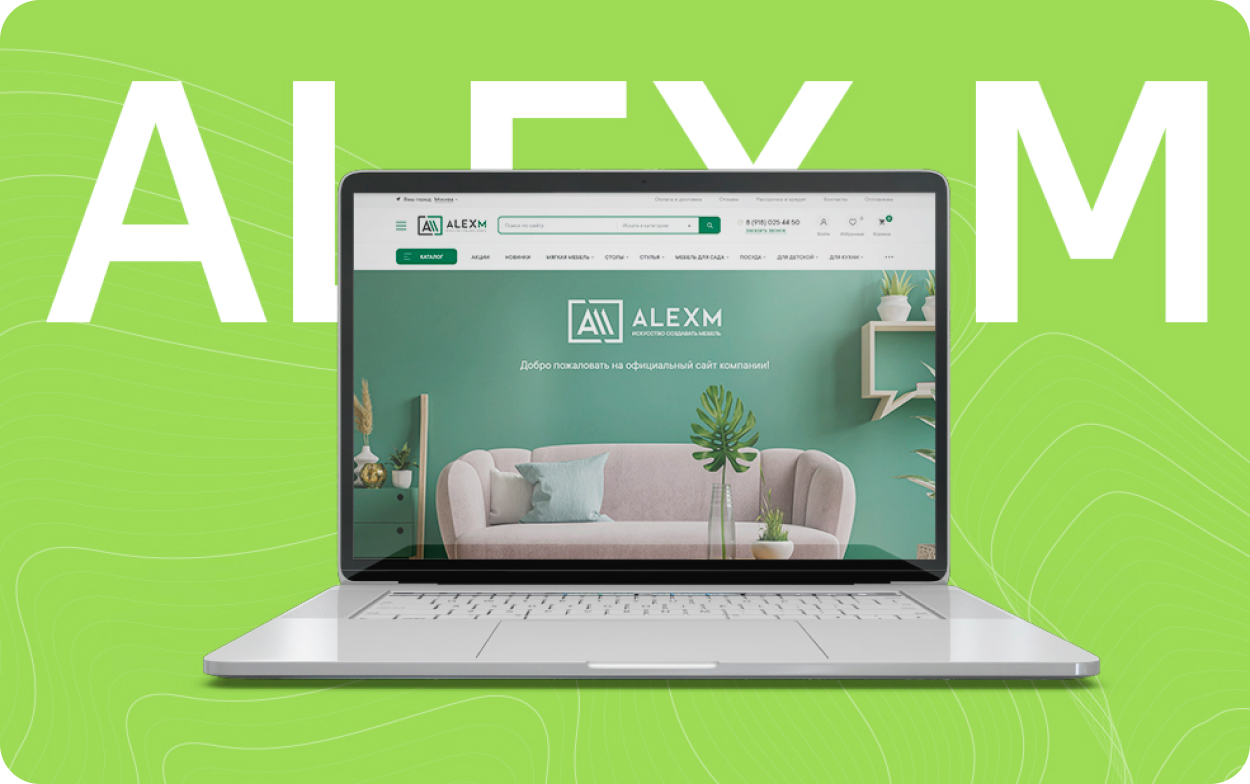 ALEX M
Ваш город: Москва
Оплата и доставка Отзывы Рассрочка и кредит Контакты Оптовикам
ALEXM
Поиск по сайту Искать в категории
8 (918) 025-44 50
ЗАКАЗАТЬ ЗВОНОК
Войти Избранное Корзина
КАТАЛОГ АКЦИИ НОВИНКИ МЯГКАЯ МЕБЕЛЬ СТОЛЫ СТУЛЬЯ МЕБЕЛЬ ДЛЯ САДА ПОСУДА ДЛЯ ДЕТСКОЙ ДЛЯ КУХНИ
ALEXM
ИСКУССТВО СОЗДАВАТЬ МЕБЕЛЬ
Добро пожаловать на официальный сайт компании!